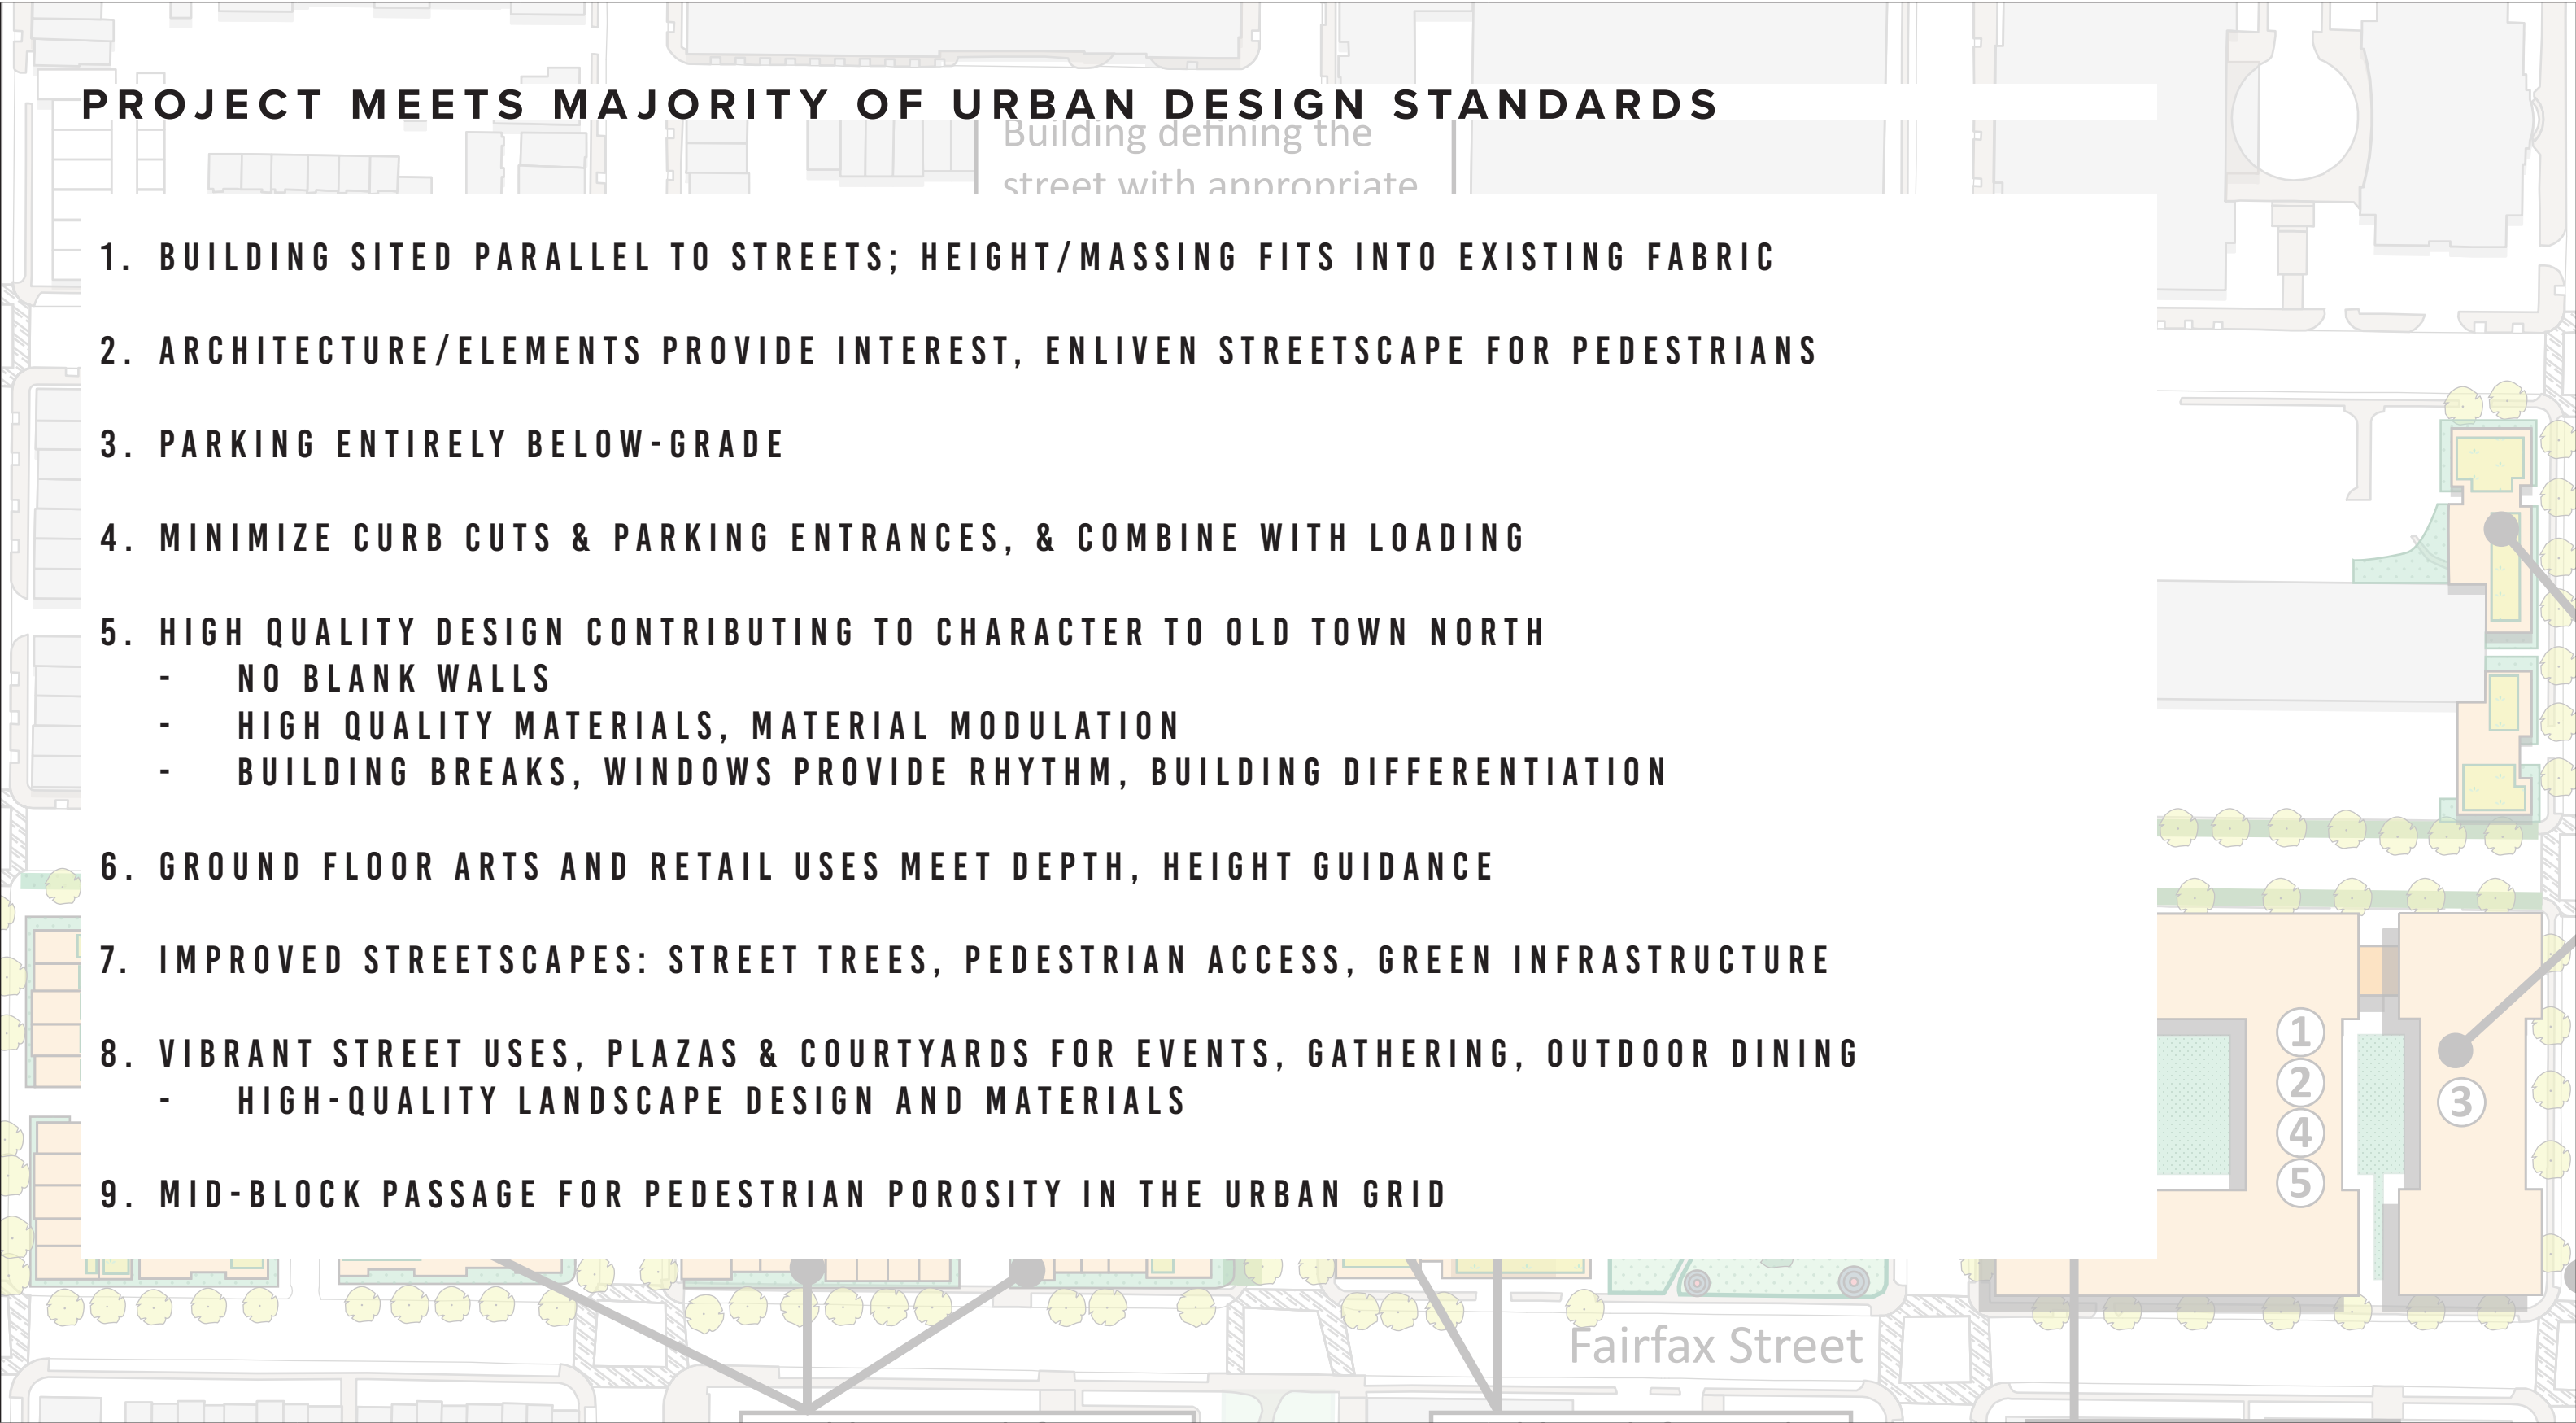 PROJECT MEETS MAJORITY OF URBAN DESIGN STANDARDS
Building defining the
street with appropriate
1. BUILDING SITED PARALLEL TO STREETS; HEIGHT/MASSING FITS INTO EXISTING FABRIC
2. ARCHITECTURE/ELEMENTS PROVIDE INTEREST, ENLIVEN STREETSCAPE FOR PEDESTRIANS
3. PARKING ENTIRELY BELOW-GRADE
4. MINIMIZE CURB CUTS & PARKING ENTRANCES, & COMBINE WITH LOADING
5. HIGH QUALITY DESIGN CONTRIBUTING TO CHARACTER TO OLD TOWN NORTH
- NO BLANK WALLS
- HIGH QUALITY MATERIALS, MATERIAL MODULATION
- BUILDING BREAKS, WINDOWS PROVIDE RHYTHM, BUILDING DIFFERENTIATION
6. GROUND FLOOR ARTS AND RETAIL USES MEET DEPTH, HEIGHT GUIDANCE
7. IMPROVED STREETSCAPES: STREET TREES, PEDESTRIAN ACCESS, GREEN INFRASTRUCTURE
8. VIBRANT STREET USES, PLAZAS & COURTYARDS FOR EVENTS, GATHERING, OUTDOOR DINING
- HIGH-QUALITY LANDSCAPE DESIGN AND MATERIALS
9. MID-BLOCK PASSAGE FOR PEDESTRIAN POROSITY IN THE URBAN GRID
1
2
4
5
3
Fairfax Street